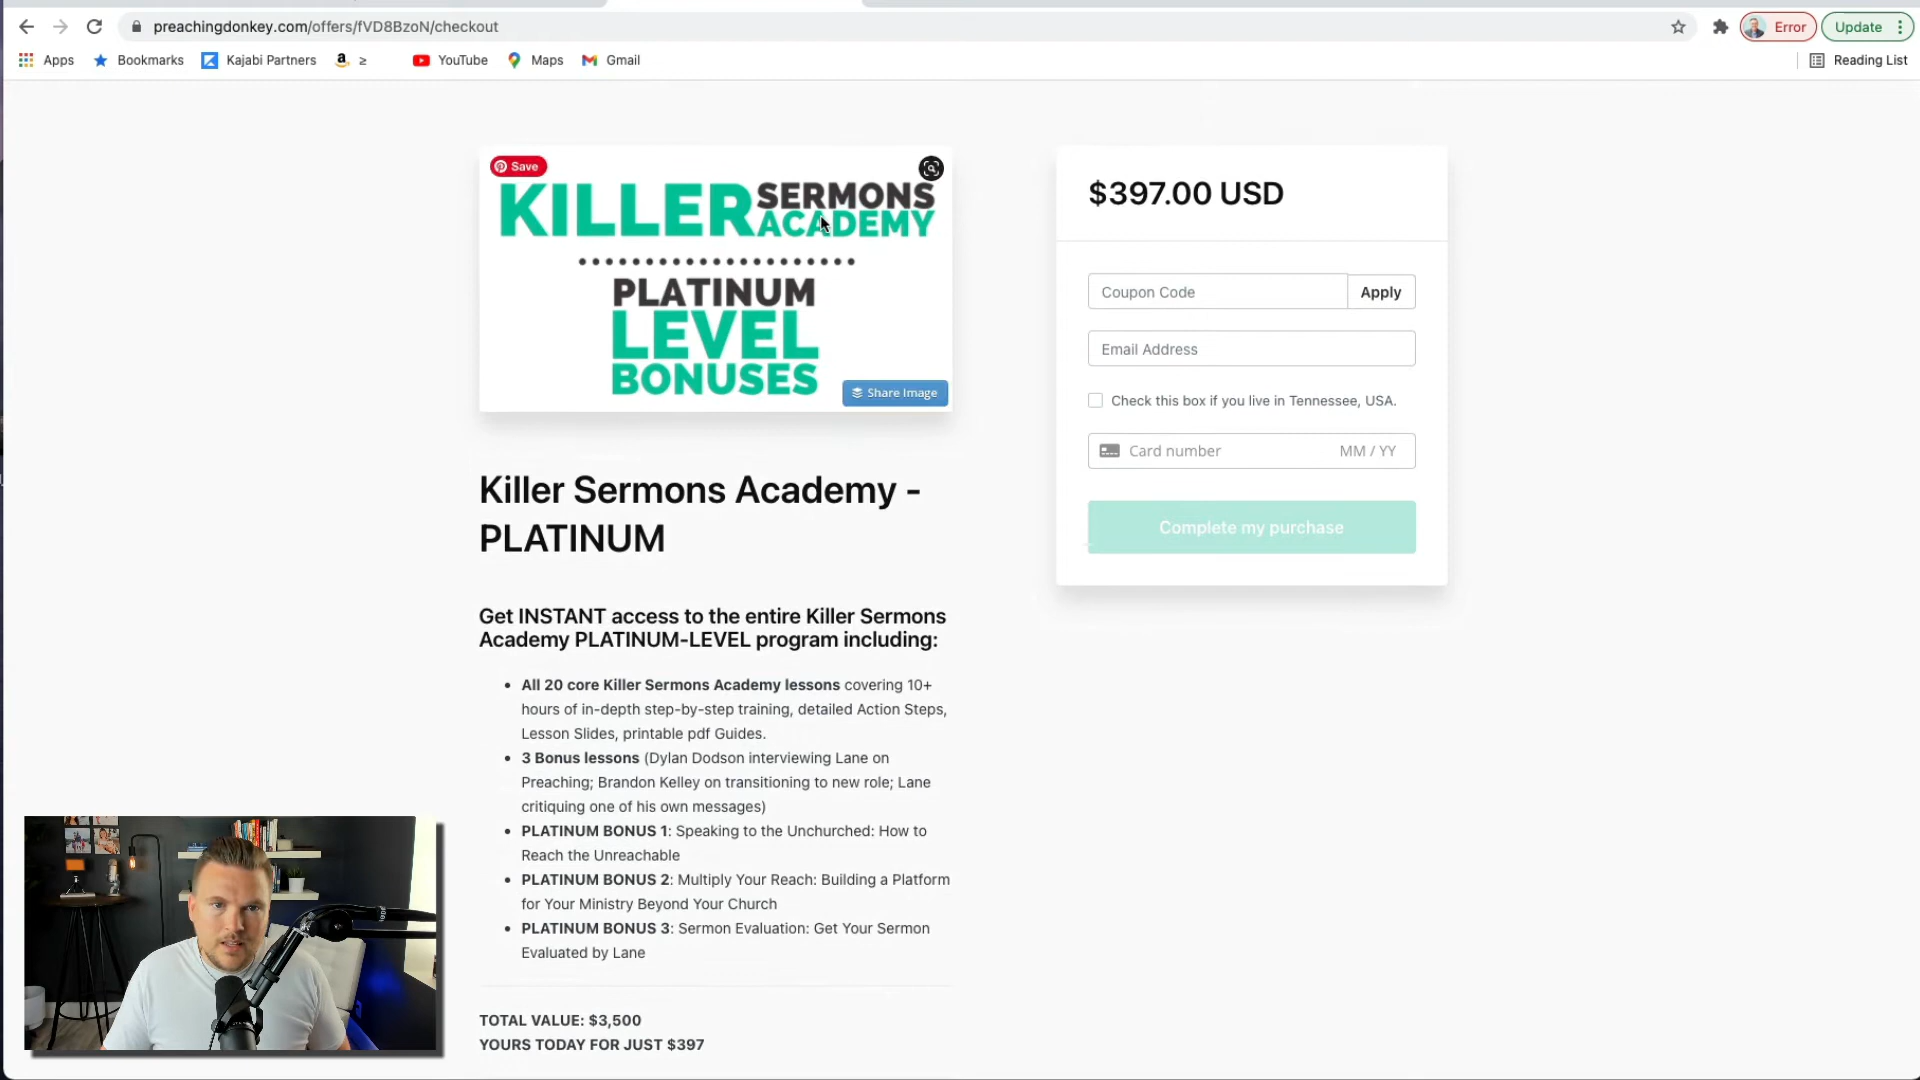 preachingdonkey.com/offers/fVD8BzoN/checkout
Error
Update
Apps
Bookmarks
Kajabi Partners
a
≥
YouTube
Maps
Gmail
Reading List
Save
KILLER SERMONS ACADEMY
PLATINUM
LEVEL
BONUSES
Share Image
Killer Sermons Academy -
PLATINUM
Get INSTANT access to the entire Killer Sermons
Academy PLATINUM-LEVEL program including:
• All 20 core Killer Sermons Academy lessons covering 10+
hours of in-depth step-by-step training, detailed Action Steps,
Lesson Slides, printable pdf Guides.
• 3 Bonus lessons (Dylan Dodson interviewing Lane on
Preaching; Brandon Kelley on transitioning to new role; Lane
critiquing one of his own messages)
• PLATINUM BONUS 1: Speaking to the Unchurched: How to
Reach the Unreachable
• PLATINUM BONUS 2: Multiply Your Reach: Building a Platform
for Your Ministry Beyond Your Church
• PLATINUM BONUS 3: Sermon Evaluation: Get Your Sermon
Evaluated by Lane
TOTAL VALUE: $3,500
YOURS TODAY FOR JUST $397
$397.00 USD
Coupon Code
Apply
Email Address
Check this box if you live in Tennessee, USA.
Card number
MM / YY
Complete my purchase